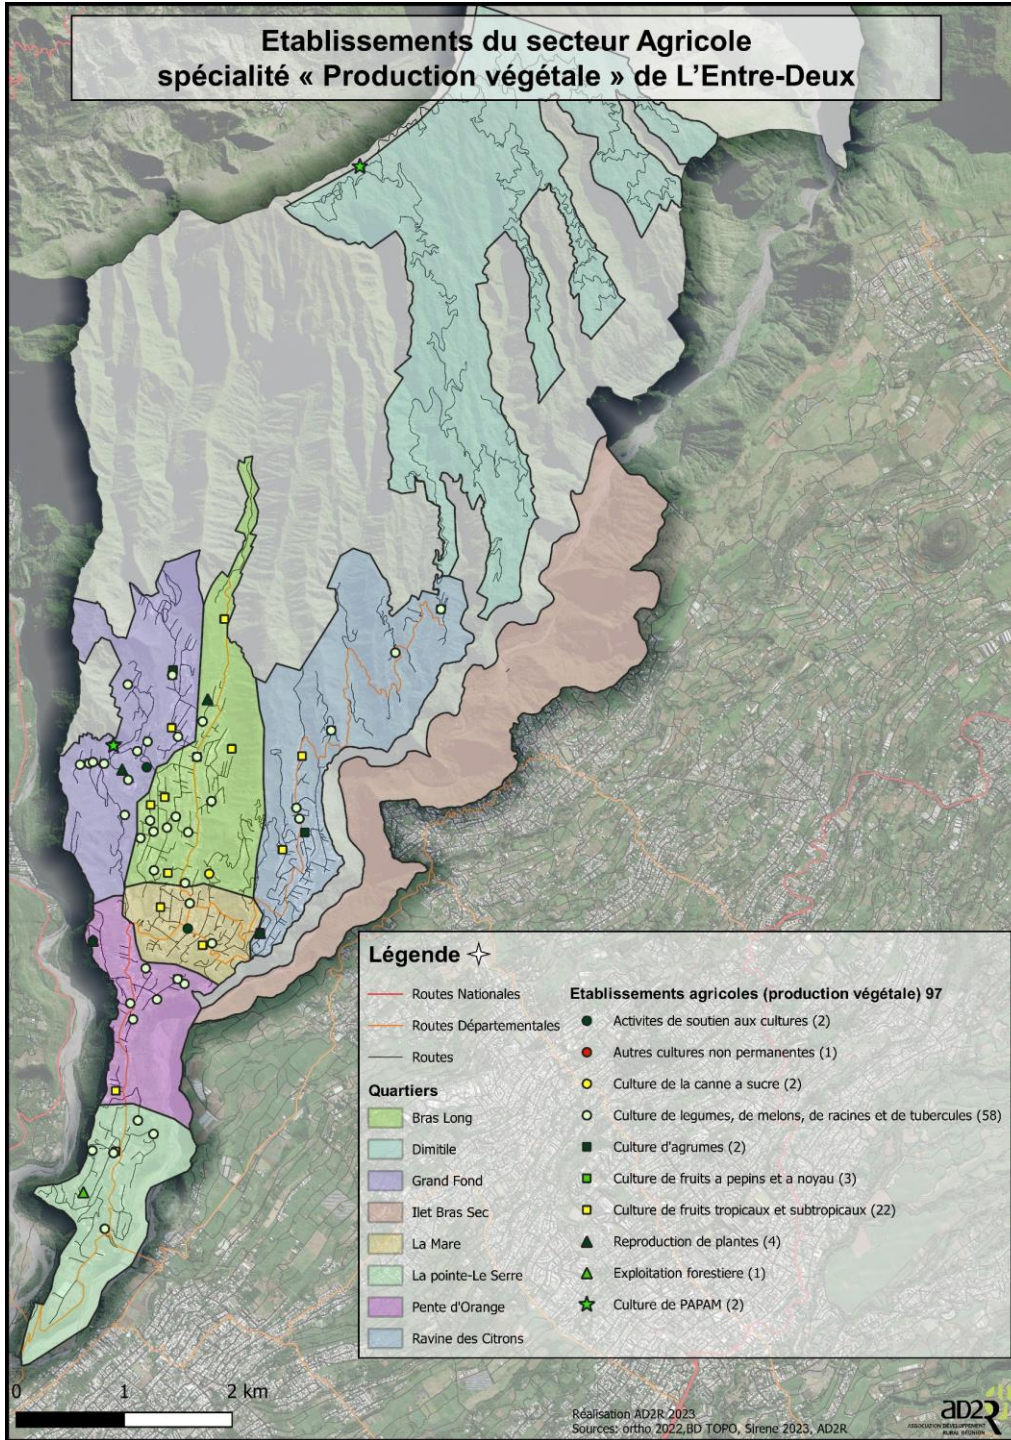 Etablissements du secteur Agricole
spécialité « Production végétale » de L'Entre-Deux
Légende
Routes Nationales
Routes Départementales
Routes
Quartiers
Bras Long
Dimitile
Grand Fond
Ilet Bras Sec
La Mare
La pointe-Le Serre
Pente d'Orange
Ravine des Citrons
Etablissements agricoles (production végétale) 97
Activites de soutien aux cultures (2)
Autres cultures non permanentes (1)
Culture de la canne a sucre (2)
Culture de legumes, de melons, de racines et de tubercules (58)
Culture d'agrumes (2)
Culture de fruits a pepins et a noyau (3)
Culture de fruits tropicaux et subtropicaux (22)
Reproduction de plantes (4)
Exploitation forestiere (1)
Culture de PAPAM (2)
0 1 2 km
Réalisation AD2R 2023
Sources: ortho 2022,BD TOPO, Sirene 2023, AD2R
AD2R
ASSOCIATION DÉVELOPPEMENT
RURAL RÉUNION